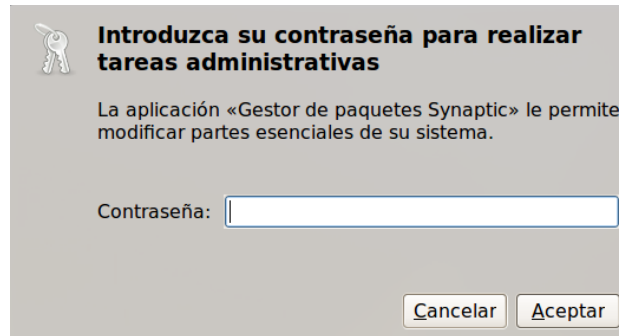 Introduzca su contraseña para realizar
tareas administrativas
La aplicación «Gestor de paquetes Synaptic» le permite
modificar partes esenciales de su sistema.
Contraseña:
Cancelar Aceptar